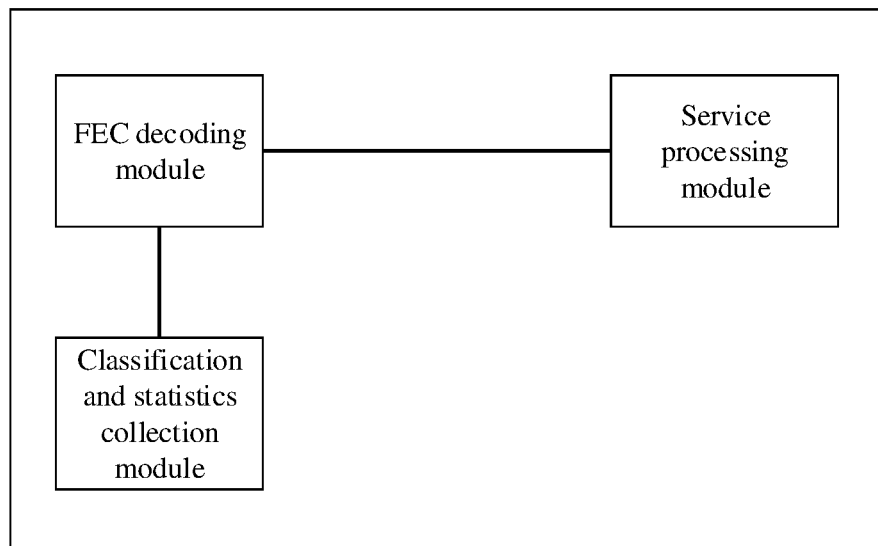 FEC decoding
module
Service
processing
module
Classification
and statistics
collection
module